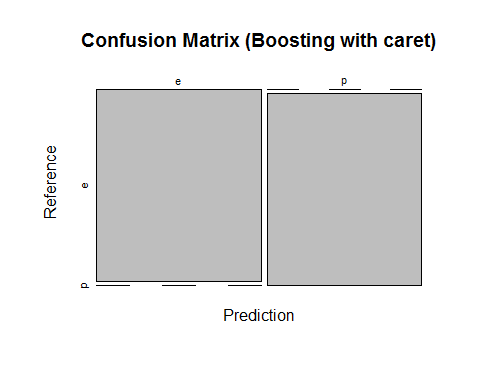 Confusion Matrix (Boosting with caret)
e
p
Reference
e
p
Prediction